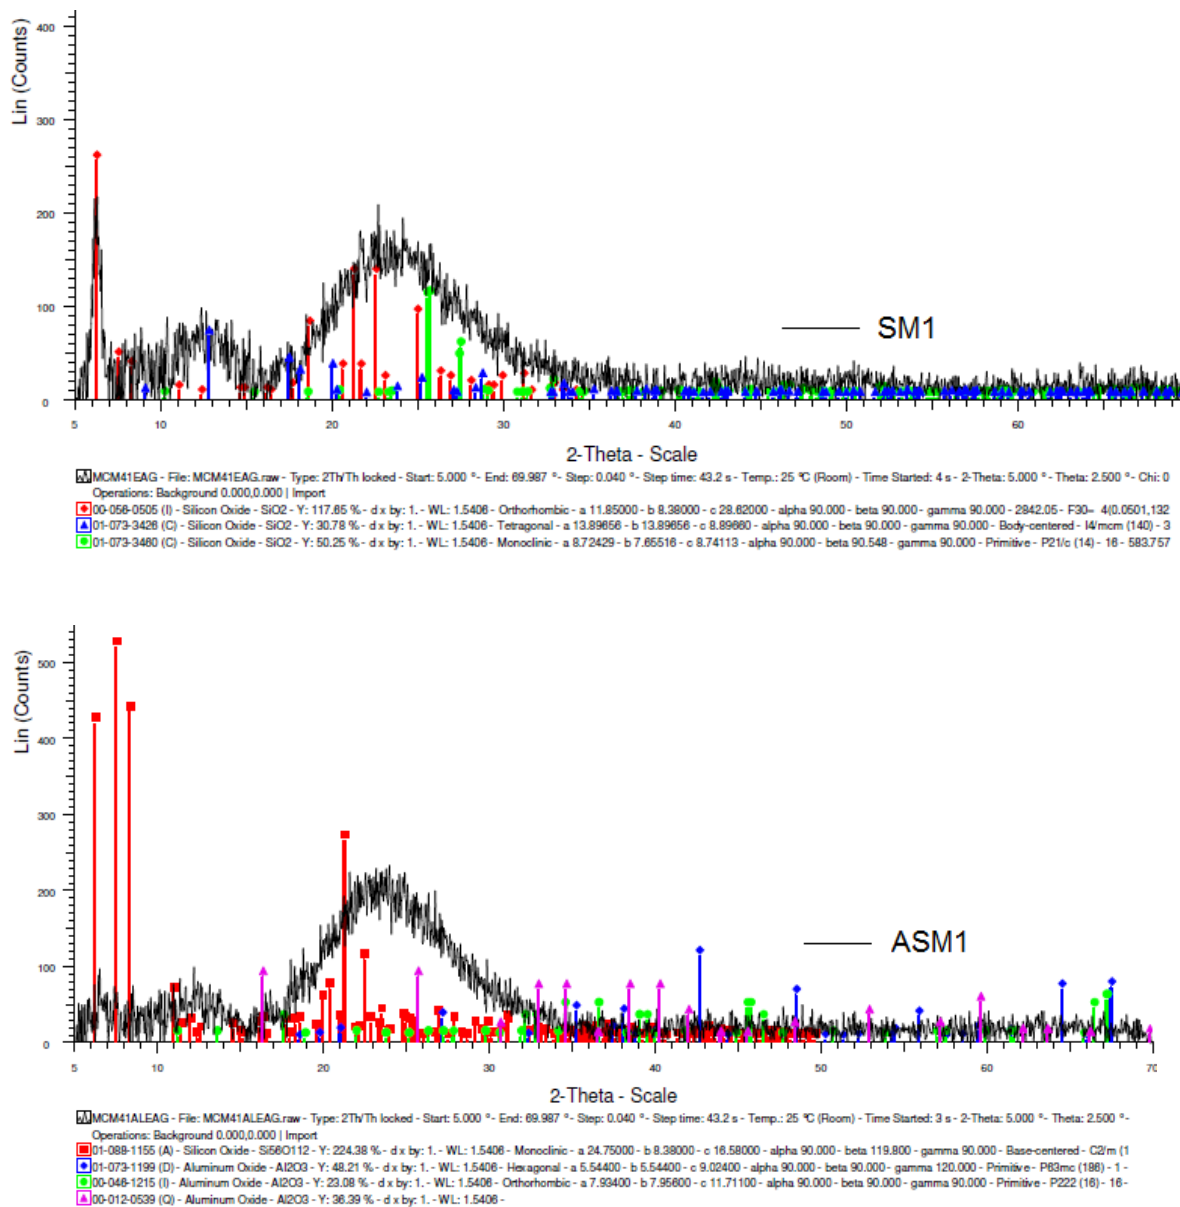 400
300
200
100
0
Lin (Counts)
SM1
5 10 20 30 40 50 60
2-Theta - Scale
MCM41EAG - File: MCM41EAG.raw - Type: 2Th/Th locked - Start: 5.000 ° - End: 69.987 ° - Step: 0.040 ° - Step time: 43.2 s - Temp.: 25 °C (Room) - Time Started: 4 s - 2-Theta: 5.000 ° - Theta: 2.500 ° - Chi: 0
Operations: Background 0.000,0.000 | Import
00-056-0505 (I) - Silicon Oxide - SiO2 - Y: 117.65 % - d x by: 1. - WL: 1.5406 - Orthorhombic - a 11.85000 - b 8.38000 - c 28.62000 - alpha 90.000 - beta 90.000 - gamma 90.000 - 2842.05 - F30= 4(0.0501,132
01-073-3426 (C) - Silicon Oxide - SiO2 - Y: 30.78 % - d x by: 1. - WL: 1.5406 - Tetragonal - a 13.89656 - b 13.89656 - c 8.89660 - alpha 90.000 - beta 90.000 - gamma 90.000 - Body-centered - I4/mcm (140) - 3
01-073-3460 (C) - Silicon Oxide - SiO2 - Y: 50.25 % - d x by: 1. - WL: 1.5406 - Monoclinic - a 8.72429 - b 7.65516 - c 8.74113 - alpha 90.000 - beta 90.548 - gamma 90.000 - Primitive - P21/c (14) - 16 - 583.757
500
400
300
200
100
0
Lin (Counts)
ASM1
5 10 20 30 40 50 60 70
2-Theta - Scale
MCM41ALEAG - File: MCM41ALEAG.raw - Type: 2Th/Th locked - Start: 5.000 ° - End: 69.987 ° - Step: 0.040 ° - Step time: 43.2 s - Temp.: 25 °C (Room) - Time Started: 3 s - 2-Theta: 5.000 ° - Theta: 2.500 ° -
Operations: Background 0.000,0.000 | Import
01-088-1155 (A) - Silicon Oxide - Si56O112 - Y: 224.38 % - d x by: 1. - WL: 1.5406 - Monoclinic - a 24.75000 - b 8.38000 - c 16.58000 - alpha 90.000 - beta 119.800 - gamma 90.000 - Base-centered - C2/m (1
01-073-1199 (D) - Aluminum Oxide - Al2O3 - Y: 48.21 % - d x by: 1. - WL: 1.5406 - Hexagonal - a 5.54400 - b 5.54400 - c 9.02400 - alpha 90.000 - beta 90.000 - gamma 120.000 - Primitive - P63mc (186) - 1 -
00-046-1215 (I) - Aluminum Oxide - Al2O3 - Y: 23.08 % - d x by: 1. - WL: 1.5406 - Orthorhombic - a 7.93400 - b 7.95600 - c 11.71100 - alpha 90.000 - beta 90.000 - gamma 90.000 - Primitive - P222 (16) - 16 -
00-012-0539 (Q) - Aluminum Oxide - Al2O3 - Y: 36.39 % - d x by: 1. - WL: 1.5406 -